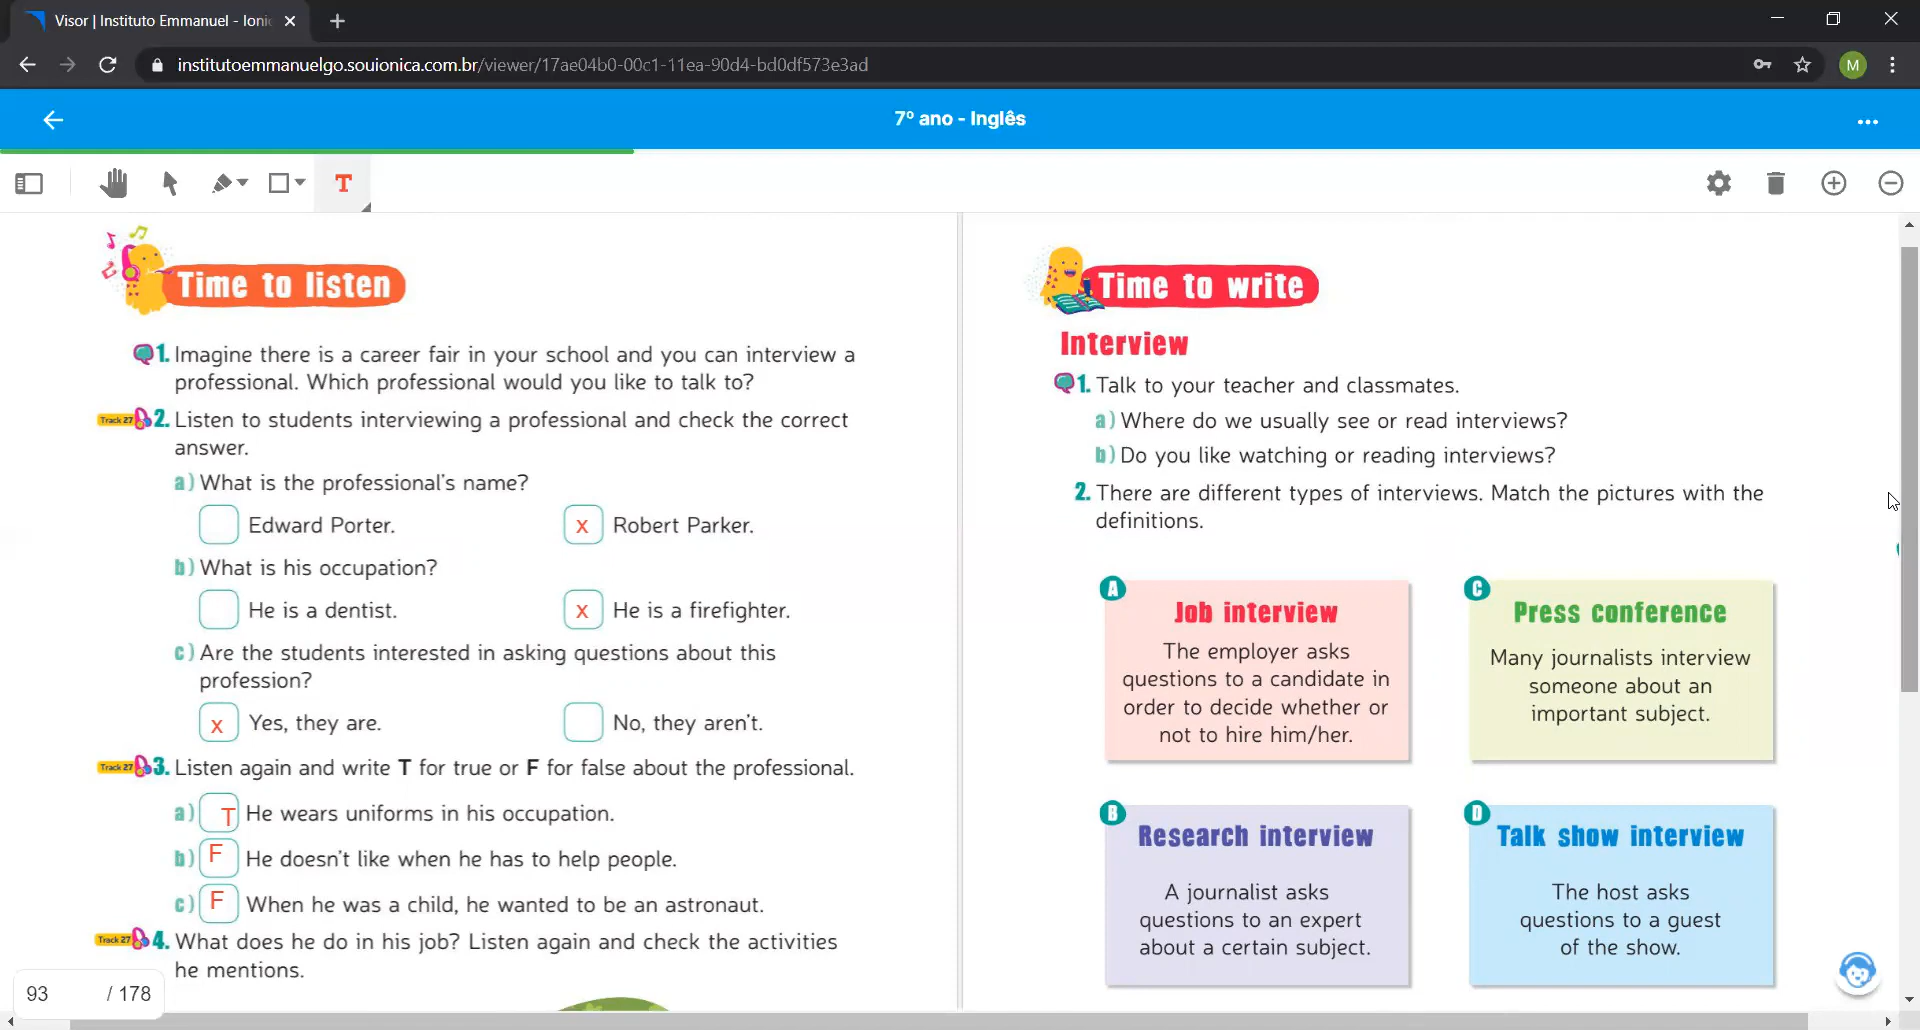 Visor | Instituto Emmanuel - Ionic
institutoemmanuelgo.souionica.com.br/viewer/17ae04b0-00c1-11ea-90d4-bd0df573e3ad
M
7º ano - Inglês
T
Time to listen
1. Imagine there is a career fair in your school and you can interview a
professional. Which professional would you like to talk to?
Track 27 2. Listen to students interviewing a professional and check the correct
answer.
a) What is the professional's name?
Edward Porter.
x Robert Parker.
b) What is his occupation?
He is a dentist.
x He is a firefighter.
c) Are the students interested in asking questions about this
profession?
x Yes, they are.
No, they aren't.
Track 27 3. Listen again and write T for true or F for false about the professional.
a) T He wears uniforms in his occupation.
b) F He doesn't like when he has to help people.
c) F When he was a child, he wanted to be an astronaut.
Track 27 4. What does he do in his job? Listen again and check the activities
he mentions.
93 / 178
Time to write
Interview
1. Talk to your teacher and classmates.
a) Where do we usually see or read interviews?
b) Do you like watching or reading interviews?
2. There are different types of interviews. Match the pictures with the
definitions.
A
Job interview
The employer asks
questions to a candidate in
order to decide whether or
not to hire him/her.
C
Press conference
Many journalists interview
someone about an
important subject.
B
Research interview
A journalist asks
questions to an expert
about a certain subject.
D
Talk show interview
The host asks
questions to a guest
of the show.